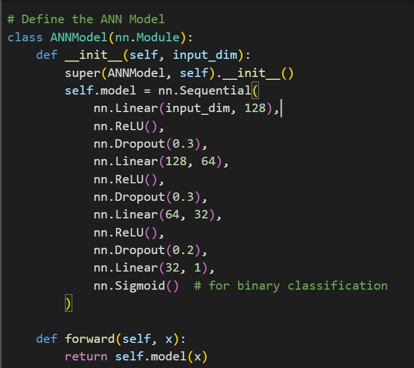 # Define the ANN Model
class ANNModel(nn.Module):
    def __init__(self, input_dim):
        super(ANNModel, self).__init__()
        self.model = nn.Sequential(
            nn.Linear(input_dim, 128),
            nn.ReLU(),
            nn.Dropout(0.3),
            nn.Linear(128, 64),
            nn.ReLU(),
            nn.Dropout(0.3),
            nn.Linear(64, 32),
            nn.ReLU(),
            nn.Dropout(0.2),
            nn.Linear(32, 1),
            nn.Sigmoid()  # for binary classification
        )
    def forward(self, x):
        return self.model(x)